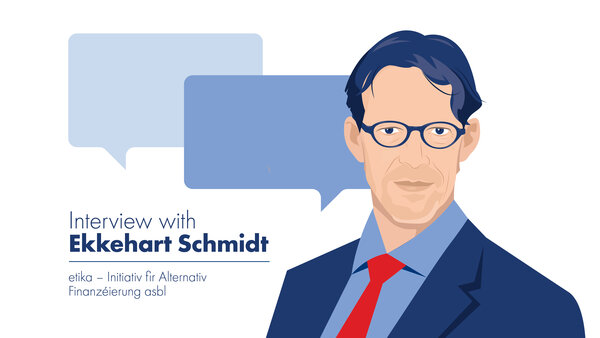 Interview with
Ekkehart Schmidt
etika – Initiativ fir Alternativ
Finanzéierung asbl